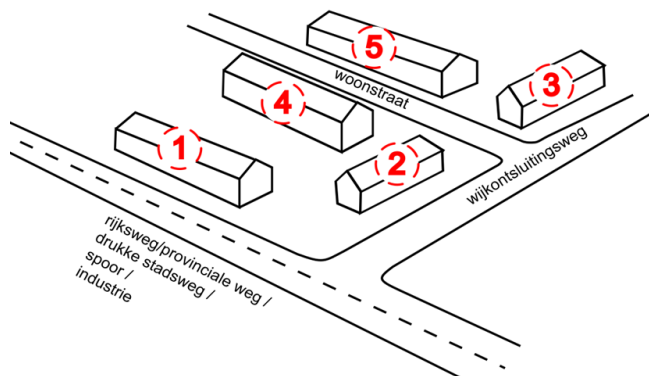 5
3
woonstraat
4
1
2
wijkontsluitingsweg
rijksweg/provinciale weg /
drukke stadsweg /
spoor /
industrie